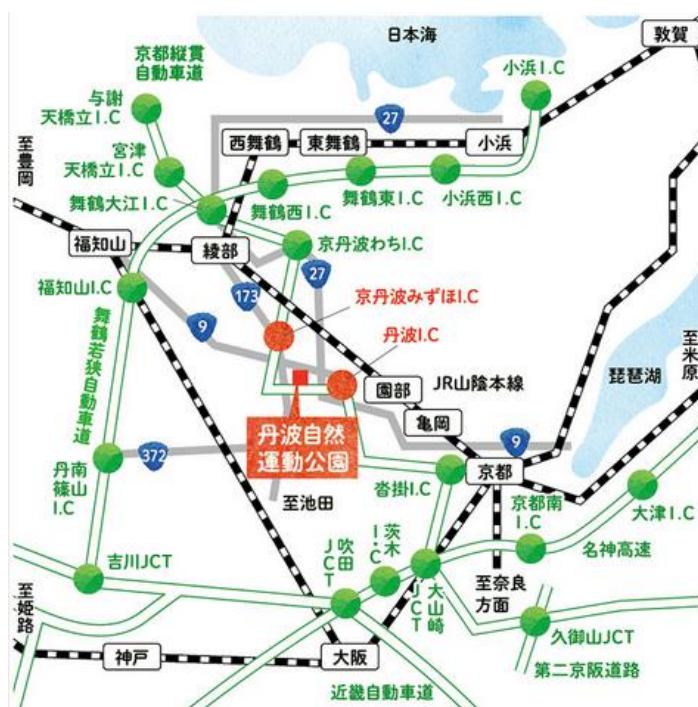 日本海
敦賀
京都縦貫
自動車道
小浜I.C
与謝
天橋立I.C
27
至豊岡
宮津
天橋立I.C
西舞鶴
東舞鶴
小浜
舞鶴大江I.C
舞鶴西I.C
舞鶴東I.C
小浜西I.C
福知山
綾部
京丹波わちI.C
27
福知山I.C
173
京丹波みずほI.C
9
丹波I.C
舞鶴若狭自動車道
園部
JR山陰本線
亀岡
琵琶湖
至米原
丹波自然
運動公園
9
372
丹南
篠山
I.C
京都
至池田
沓掛I.C
京都南
I.C
大津I.C
吹田
JCT
茨木
I.C
名神高速
吉川JCT
大山崎
JCT
至奈良
方面
至姫路
久御山JCT
神戸
大阪
第二京阪道路
近畿自動車道